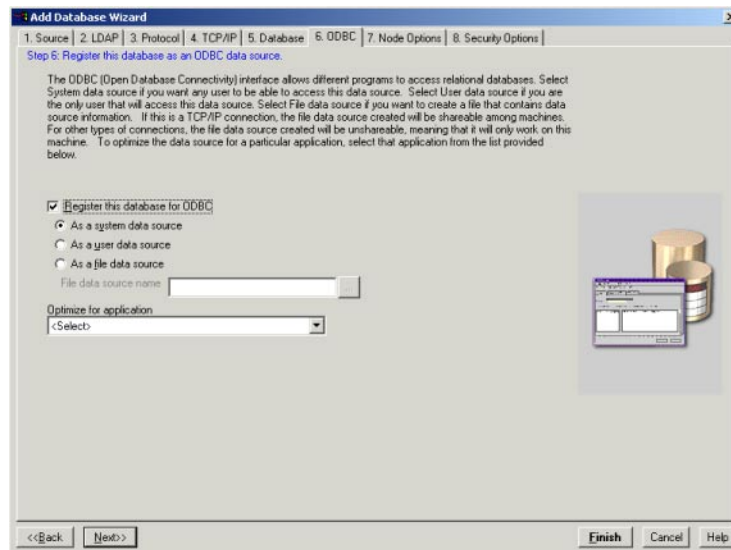 Add Database Wizard
1. Source 2. LDAP 3. Protocol 4. TCP/IP 5. Database 6. ODBC 7. Node Options 8. Security Options
Step 6: Register this database as an ODBC data source.
The ODBC (Open Database Connectivity) interface allows different programs to access relational databases. Select
System data source if you want any user to be able to access this data source. Select User data source if you are
the only user that will access this data source. Select File data source if you want to create a file that contains data
source information. If this is a TCP/IP connection, the file data source created will be shareable among machines.
For other types of connections, the file data source created will be unshareable, meaning that it will only work on this
machine. To optimize the data source for a particular application, select that application from the list provided
below.
Register this database for ODBC
As a system data source
As a user data source
As a file data source
File data source name ...
Optimize for application
<Select>
<<Back Next>> Finish Cancel Help